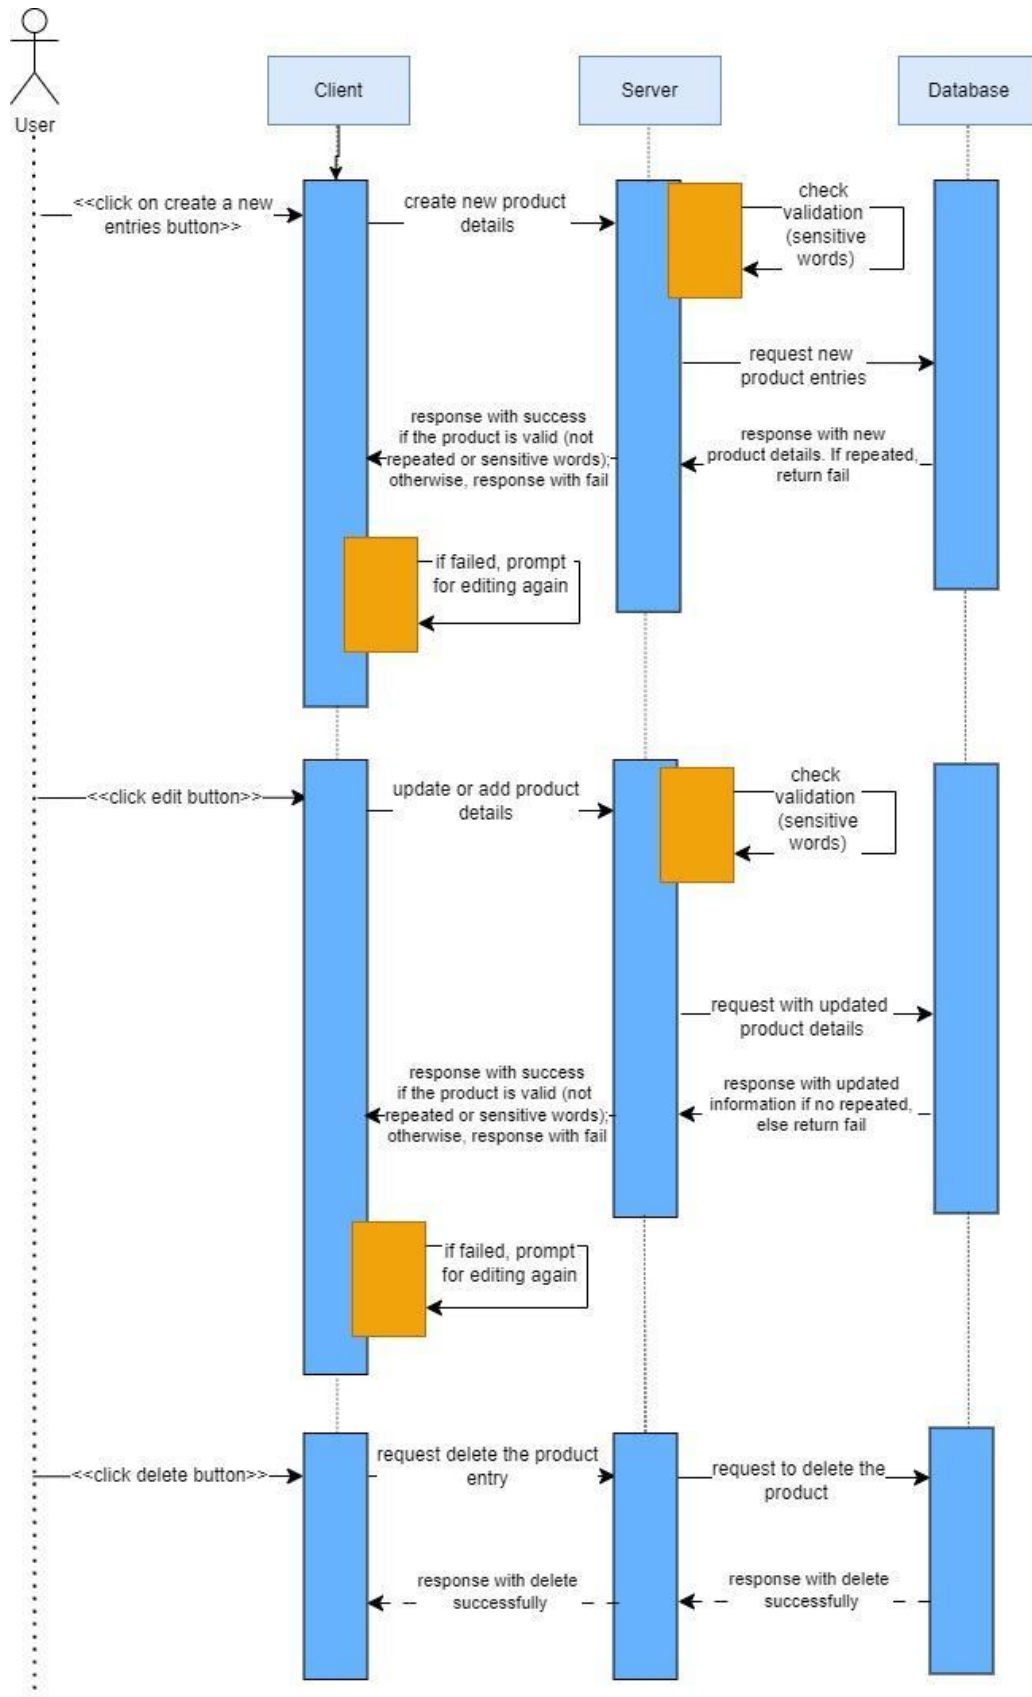 Client
Server
Database
User
<<click on create a new
entries button>>
create new product
details
check
validation
(sensitive
words)
request new
product entries
response with success
if the product is valid (not
repeated or sensitive words);
otherwise, response with fail
response with new
product details. If repeated,
return fail
if failed, prompt
for editing again
<<click edit button>>
update or add product
details
check
validation
(sensitive
words)
request with updated
product details
response with success
if the product is valid (not
repeated or sensitive words);
otherwise, response with fail
response with updated
information if no repeated,
else return fail
if failed, prompt
for editing again
<<click delete button>>
request delete the product
entry
request to delete the
product
response with delete
successfully
response with delete
successfully